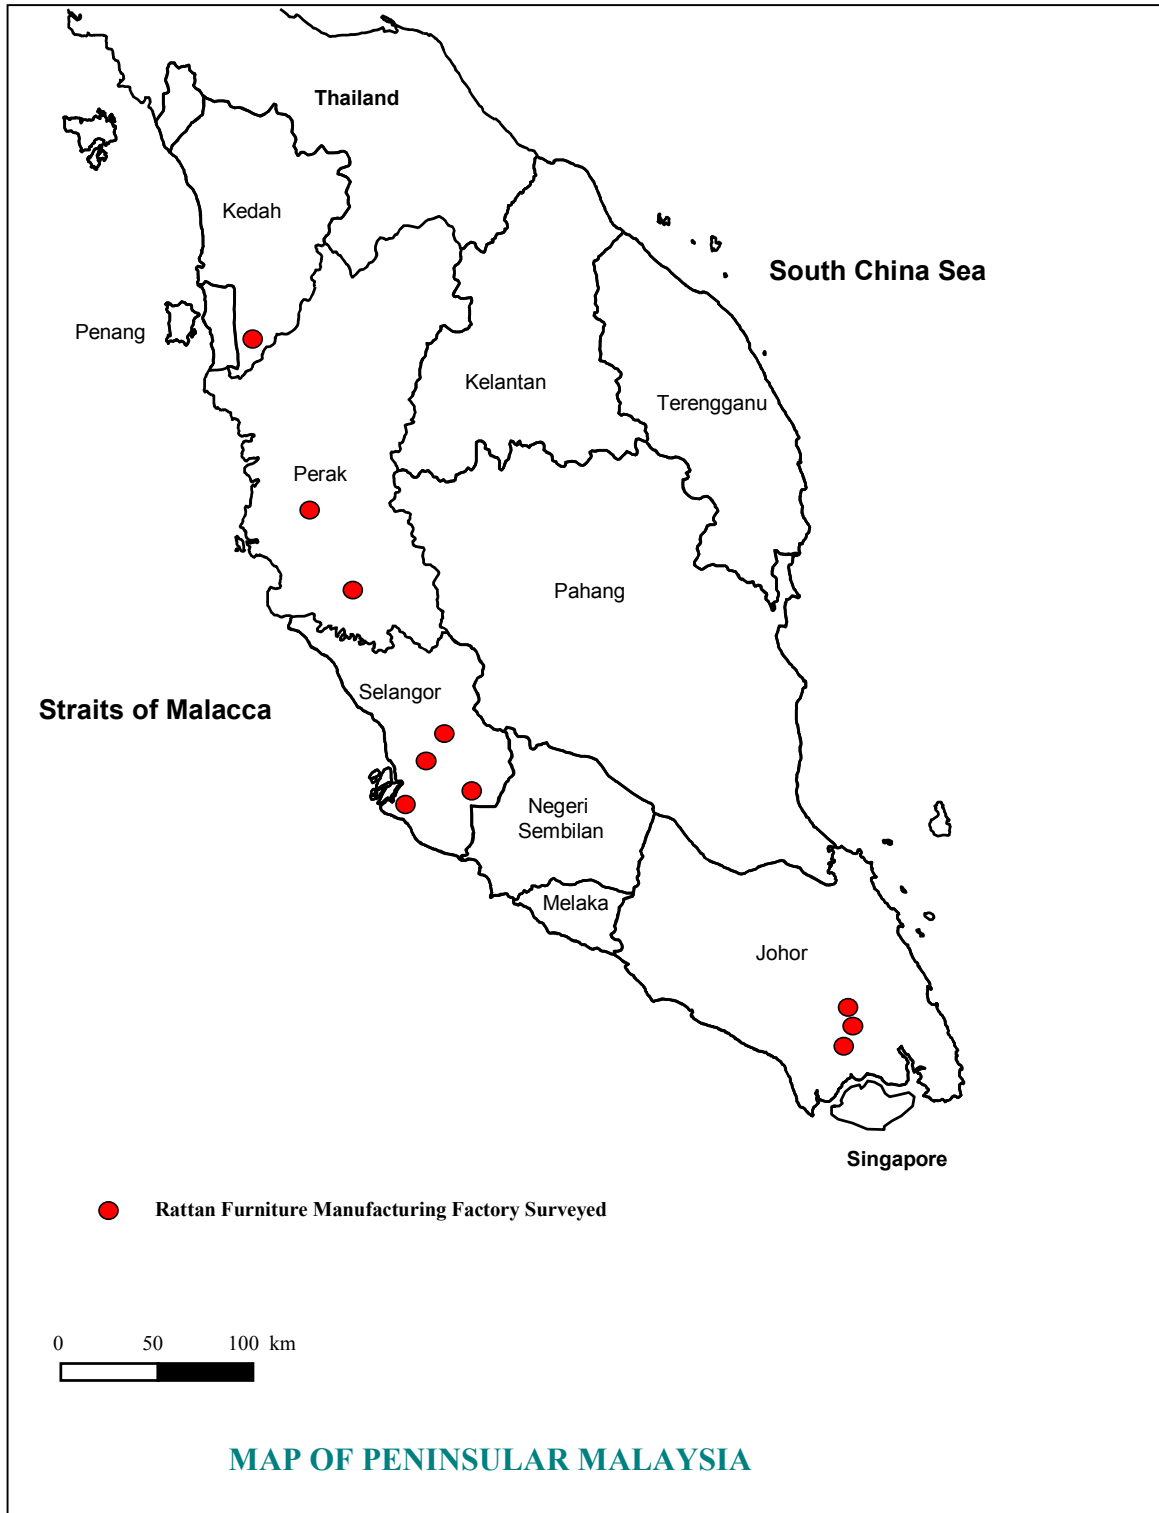 Thailand
Kedah
South China Sea
Penang
Kelantan
Terengganu
Perak
Pahang
Selangor
Straits of Malacca
Negeri
Sembilan
Melaka
Johor
Singapore
Rattan Furniture Manufacturing Factory Surveyed
0 50 100 km
MAP OF PENINSULAR MALAYSIA